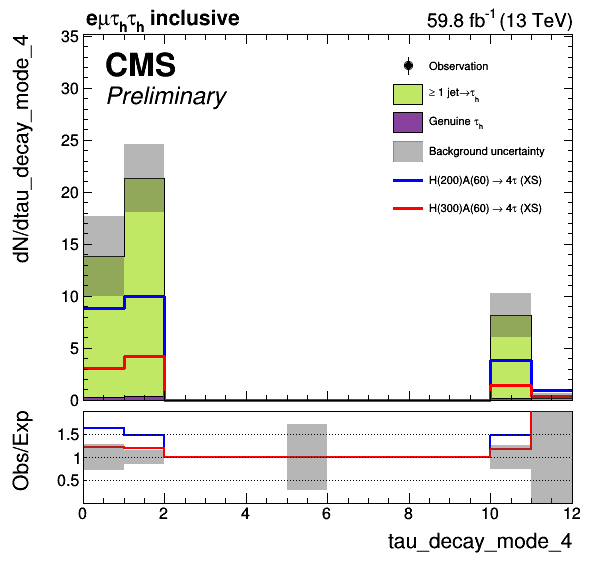 eμτhτh inclusive
59.8 fb-1 (13 TeV)
CMS
Preliminary
Observation
≥ 1 jet→τh
Genuine τh
Background uncertainty
H(200)A(60) → 4τ (XS)
H(300)A(60) → 4τ (XS)
dN/dtau_decay_mode_4
35
30
25
20
15
10
5
0
Obs/Exp
1.5
1
0.5
0 2 4 6 8 10 12
tau_decay_mode_4